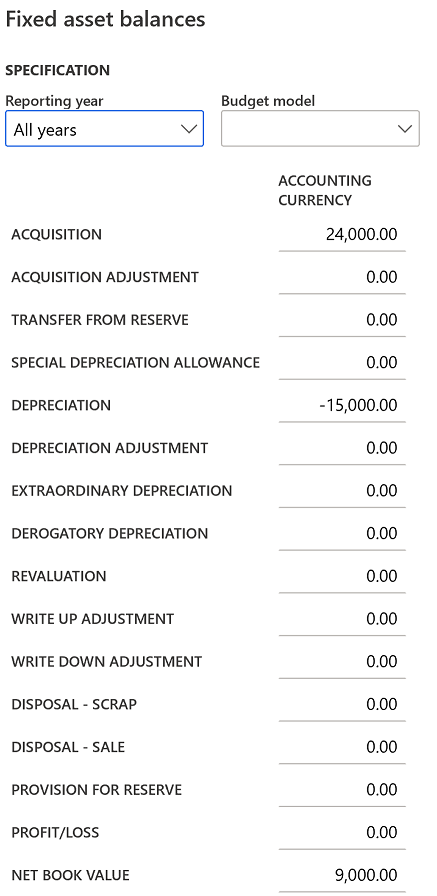 Fixed asset balances
SPECIFICATION
Reporting year Budget model
All years
ACCOUNTING
CURRENCY
ACQUISITION 24,000.00
ACQUISITION ADJUSTMENT 0.00
TRANSFER FROM RESERVE 0.00
SPECIAL DEPRECIATION ALLOWANCE 0.00
DEPRECIATION -15,000.00
DEPRECIATION ADJUSTMENT 0.00
EXTRAORDINARY DEPRECIATION 0.00
DEROGATORY DEPRECIATION 0.00
REVALUATION 0.00
WRITE UP ADJUSTMENT 0.00
WRITE DOWN ADJUSTMENT 0.00
DISPOSAL - SCRAP 0.00
DISPOSAL - SALE 0.00
PROVISION FOR RESERVE 0.00
PROFIT/LOSS 0.00
NET BOOK VALUE 9,000.00